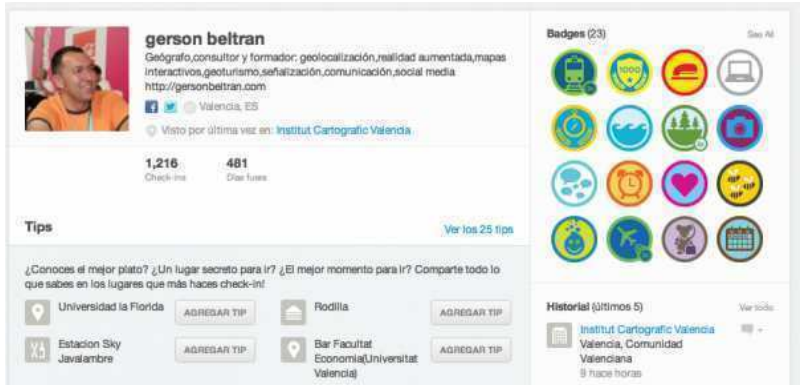 gerson beltran
Geógrafo,consultor y formador: geolocalización,realidad aumentada,mapas
interactivos,geoturismo,señalización,comunicación,social media
http://gersonbeltran.com
Valencia, ES
Visto por última vez en: Institut Cartografic Valencia
1,216 481
Check-ins Días fuera
Tips Ver los 25 tips
¿Conoces el mejor plato? ¿Un lugar secreto para ir? ¿El mejor momento para ir? Comparte todo lo
que sabes en los lugares que más haces check-in!
Universidad la Florida AGREGAR TIP
Rodilla AGREGAR TIP
Estacion Sky
Javalambre
AGREGAR TIP
Bar Facultat
Economia(Universitat
Valencia)
AGREGAR TIP
Badges (23) See All
1000
Historial (últimos 5) Ver todo
Institut Cartografic Valencia
Valencia, Comunidad
Valenciana
9 hace horas